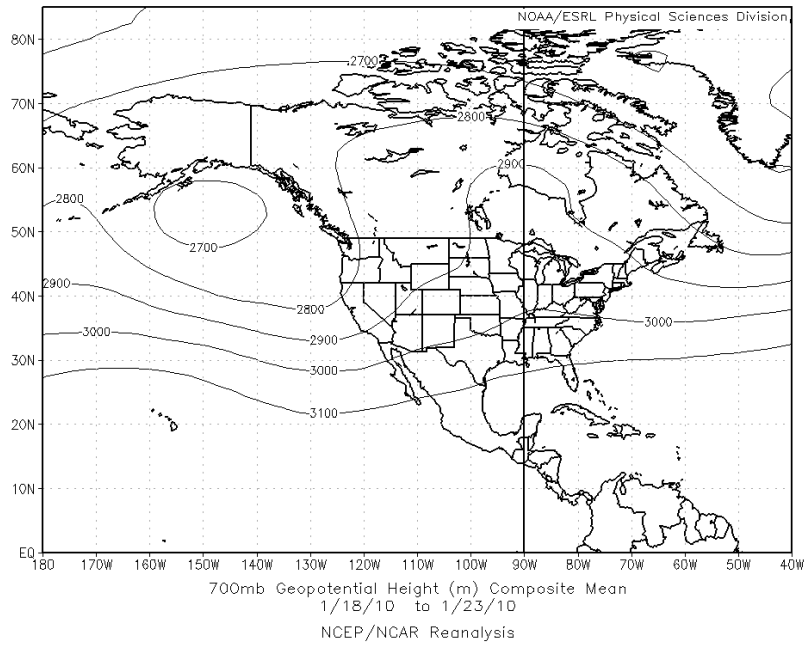 NOAA/ESRL Physical Sciences Division
80N
70N
60N
50N
40N
30N
20N
10N
EQ
2700
2800
2900
2800
2700
2900
2800
3000
2900
3000
3000
3100
180
170W
160W
150W
140W
130W
120W
110W
100W
90W
80W
70W
60W
50W
40W
700mb Geopotential Height (m) Composite Mean
1/18/10 to 1/23/10
NCEP/NCAR Reanalysis